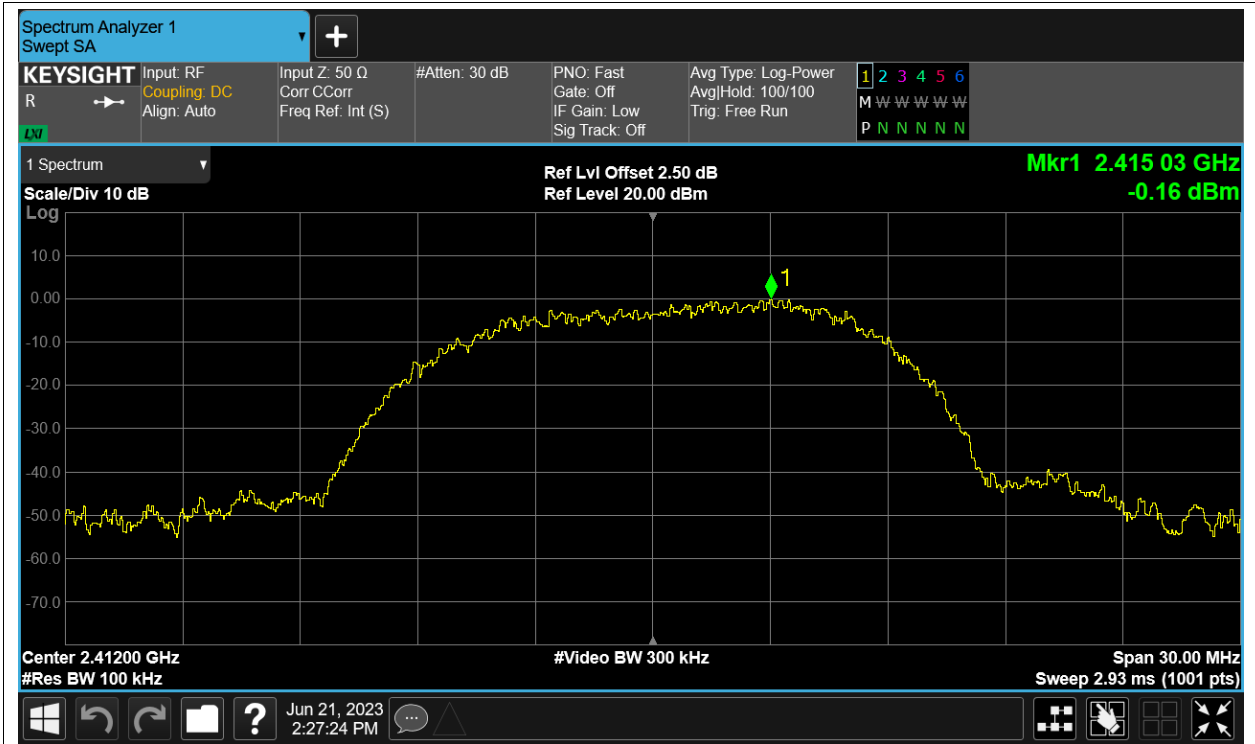 Spectrum Analyzer 1
Swept SA
KEYSIGHT
R
LXI
Input: RF
Coupling: DC
Align: Auto
Input Z: 50 Ω
Corr CCorr
Freq Ref: Int (S)
#Atten: 30 dB
PNO: Fast
Gate: Off
IF Gain: Low
Sig Track: Off
Avg Type: Log-Power
Avg|Hold: 100/100
Trig: Free Run
1 2 3 4 5 6
M W W W W W
P N N N N N
1 Spectrum
Scale/Div 10 dB
Log
Ref Lvl Offset 2.50 dB
Ref Level 20.00 dBm
Mkr1 2.415 03 GHz
-0.16 dBm
1
10.0
0.00
-10.0
-20.0
-30.0
-40.0
-50.0
-60.0
-70.0
Center 2.41200 GHz
#Res BW 100 kHz
#Video BW 300 kHz
Span 30.00 MHz
Sweep 2.93 ms (1001 pts)
?
Jun 21, 2023
2:27:24 PM